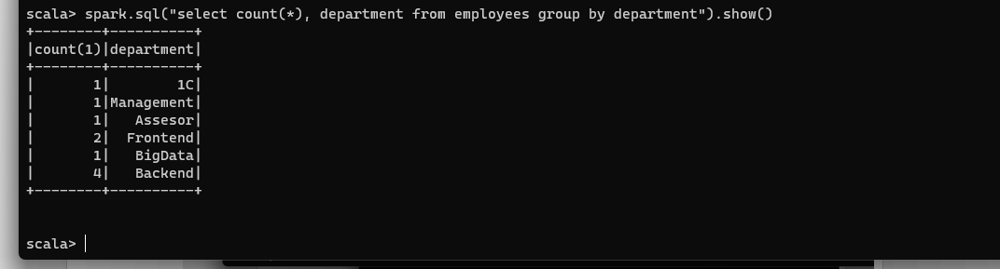 scala> spark.sql("select count(*), department from employees group by department").show()
+--------+----------+
|count(1)|department|
+--------+----------+
|       1|        1C|
|       1|Management|
|       1|   Assesor|
|       2|  Frontend|
|       1|   BigData|
|       4|   Backend|
+--------+----------+
scala>